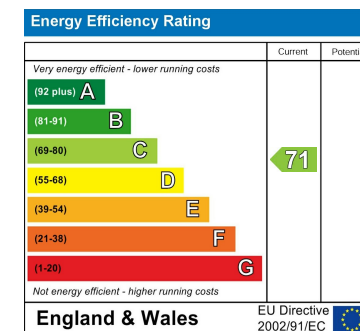 Energy Efficiency Rating
Current
Very energy efficient - lower running costs
(92 plus) A
(81-91) B
(69-80) C
71
(55-68) D
(39-54) E
(21-38) F
(1-20) G
Not energy efficient - higher running costs
England & Wales
EU Directive
2002/91/EC